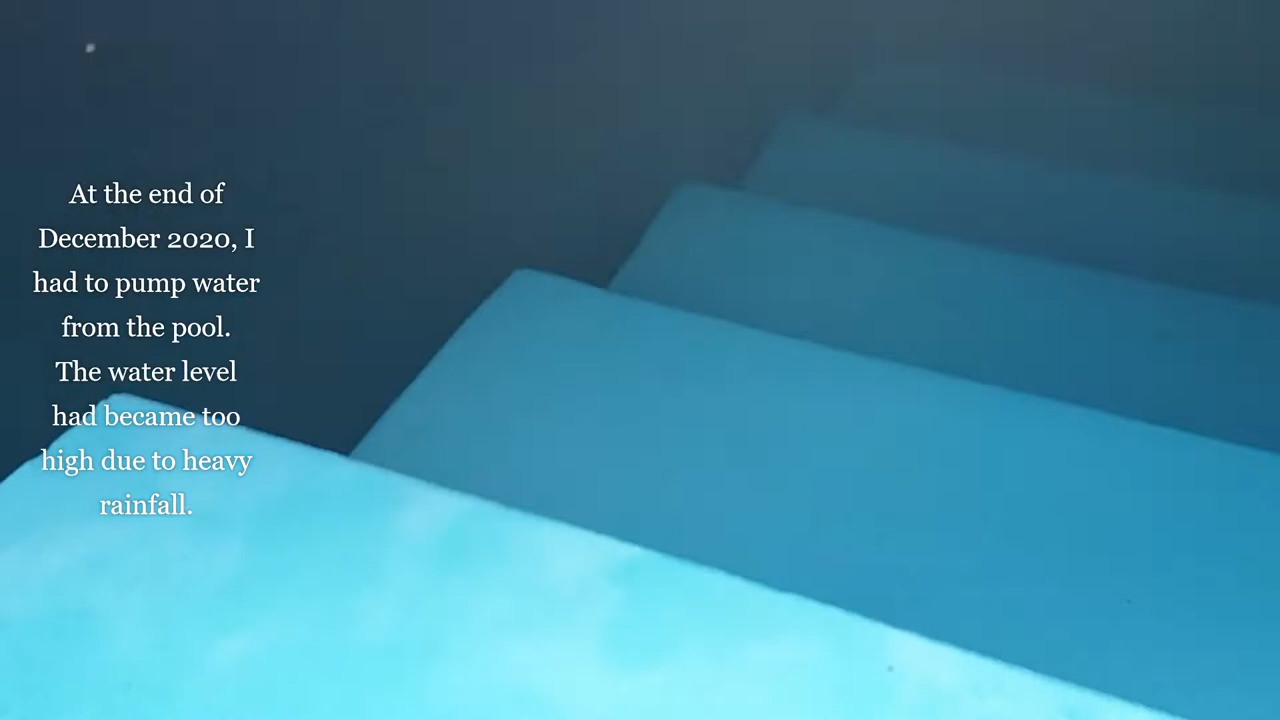 At the end of
December 2020, I
had to pump water
from the pool.
The water level
had became too
high due to heavy
rainfall.